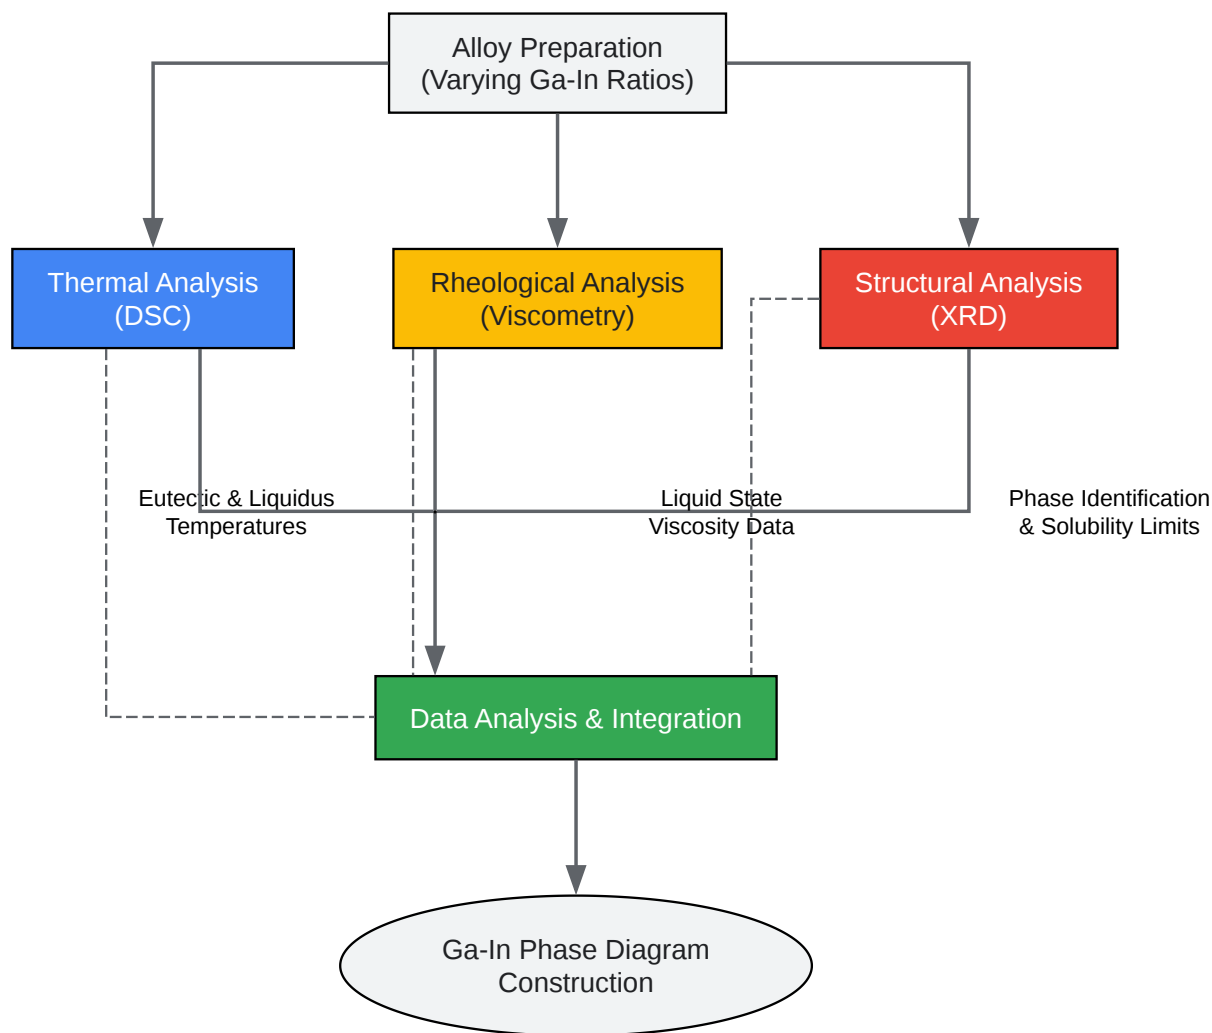 Alloy Preparation
(Varying Ga-In Ratios)
Thermal Analysis
(DSC)
Rheological Analysis
(Viscometry)
Structural Analysis
(XRD)
Eutectic & Liquidus
Temperatures
Liquid State
Viscosity Data
Phase Identification
& Solubility Limits
Data Analysis & Integration
Ga-In Phase Diagram
Construction